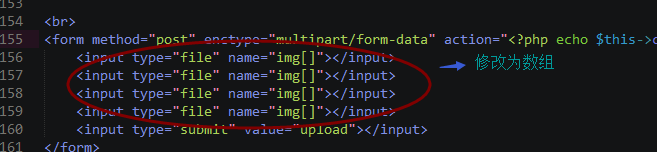 153
154 <br>
155 <form method="post" enctype="multipart/form-data" action="<?php echo $this->
156 <input type="file" name="img[]"></input>
157 <input type="file" name="img[]"></input> 修改为数组
158 <input type="file" name="img[]"></input>
159 <input type="file" name="img[]"></input>
160 <input type="submit" value="upload"></input>
161 </form>